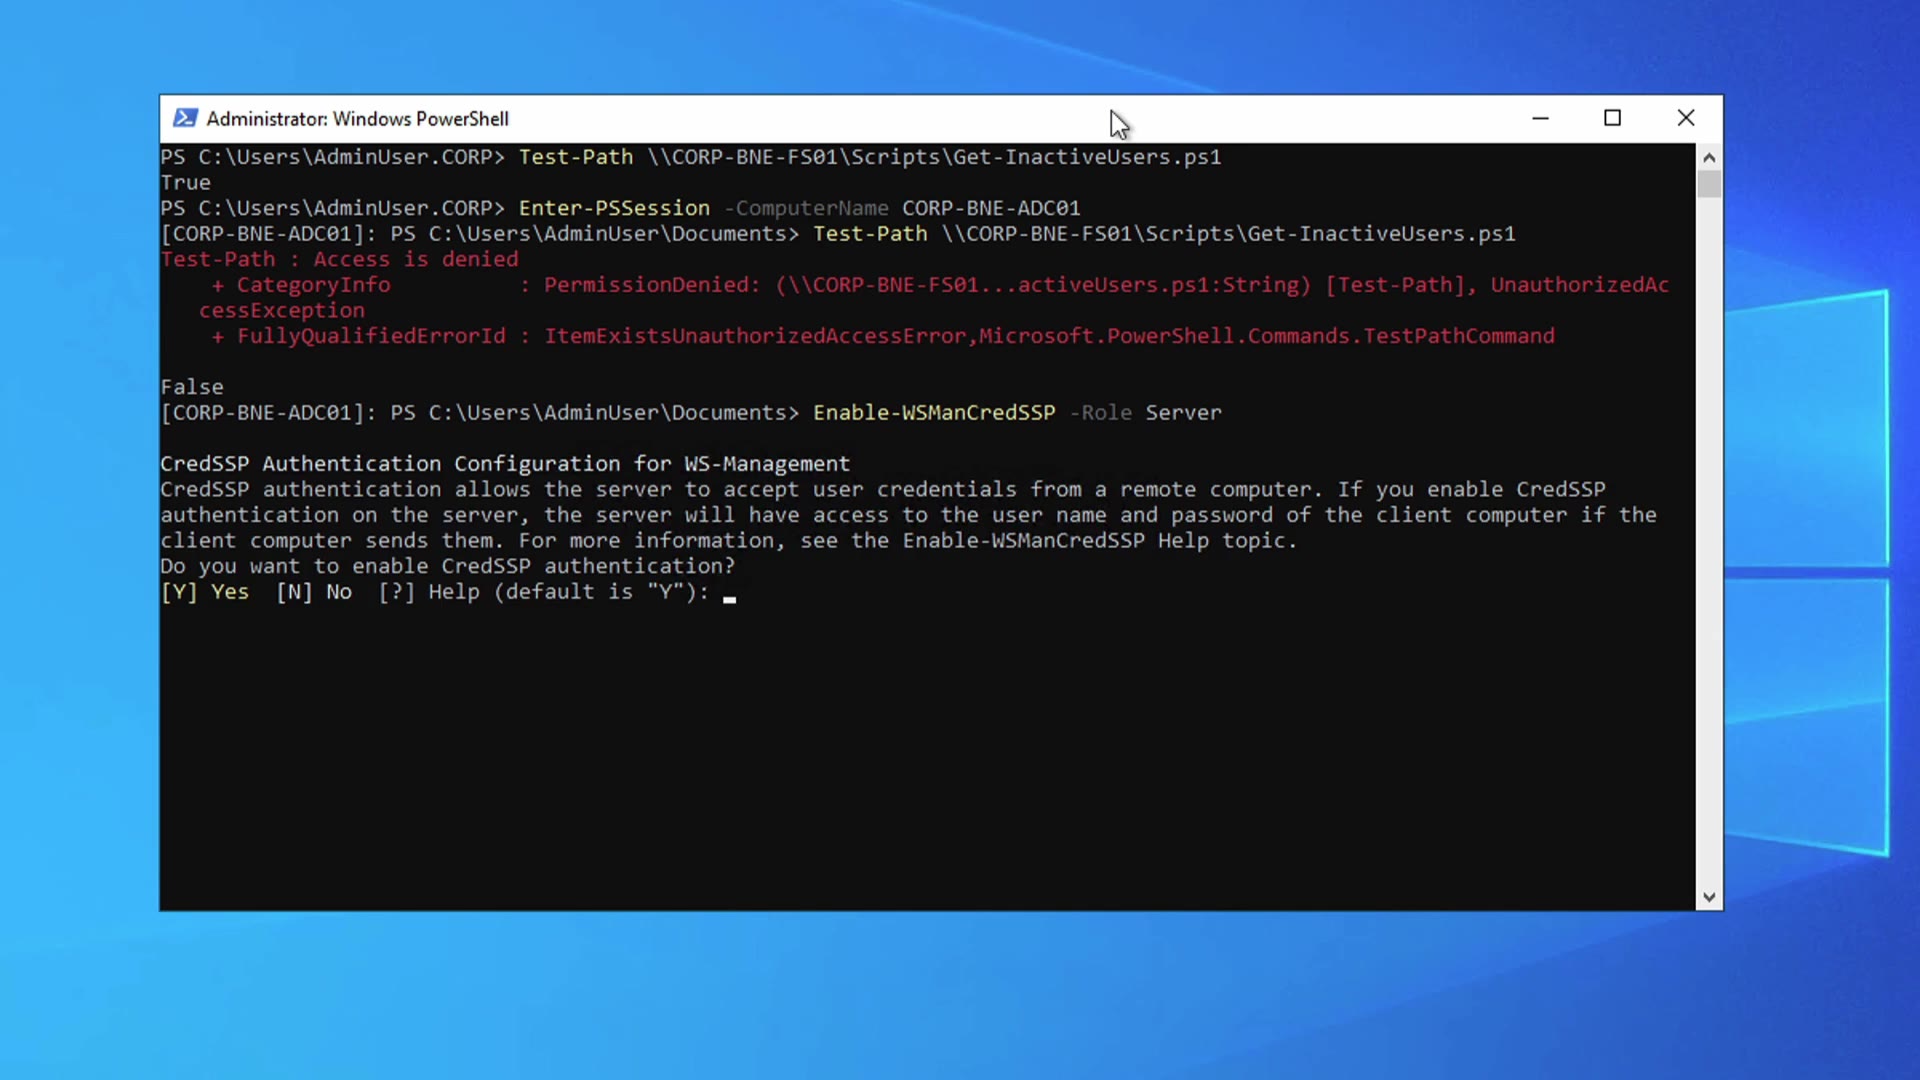 Administrator: Windows PowerShell
PS C:\Users\AdminUser.CORP> Test-Path \\CORP-BNE-FS01\Scripts\Get-InactiveUsers.ps1
True
PS C:\Users\AdminUser.CORP> Enter-PSSession -ComputerName CORP-BNE-ADC01
[CORP-BNE-ADC01]: PS C:\Users\AdminUser\Documents> Test-Path \\CORP-BNE-FS01\Scripts\Get-InactiveUsers.ps1
Test-Path : Access is denied
    + CategoryInfo          : PermissionDenied: (\\CORP-BNE-FS01...activeUsers.ps1:String) [Test-Path], UnauthorizedAc
   cessException
    + FullyQualifiedErrorId : ItemExistsUnauthorizedAccessError,Microsoft.PowerShell.Commands.TestPathCommand
False
[CORP-BNE-ADC01]: PS C:\Users\AdminUser\Documents> Enable-WSManCredSSP -Role Server
CredSSP Authentication Configuration for WS-Management
CredSSP authentication allows the server to accept user credentials from a remote computer. If you enable CredSSP
authentication on the server, the server will have access to the user name and password of the client computer if the
client computer sends them. For more information, see the Enable-WSManCredSSP Help topic.
Do you want to enable CredSSP authentication?
[Y] Yes  [N] No  [?] Help (default is "Y"):